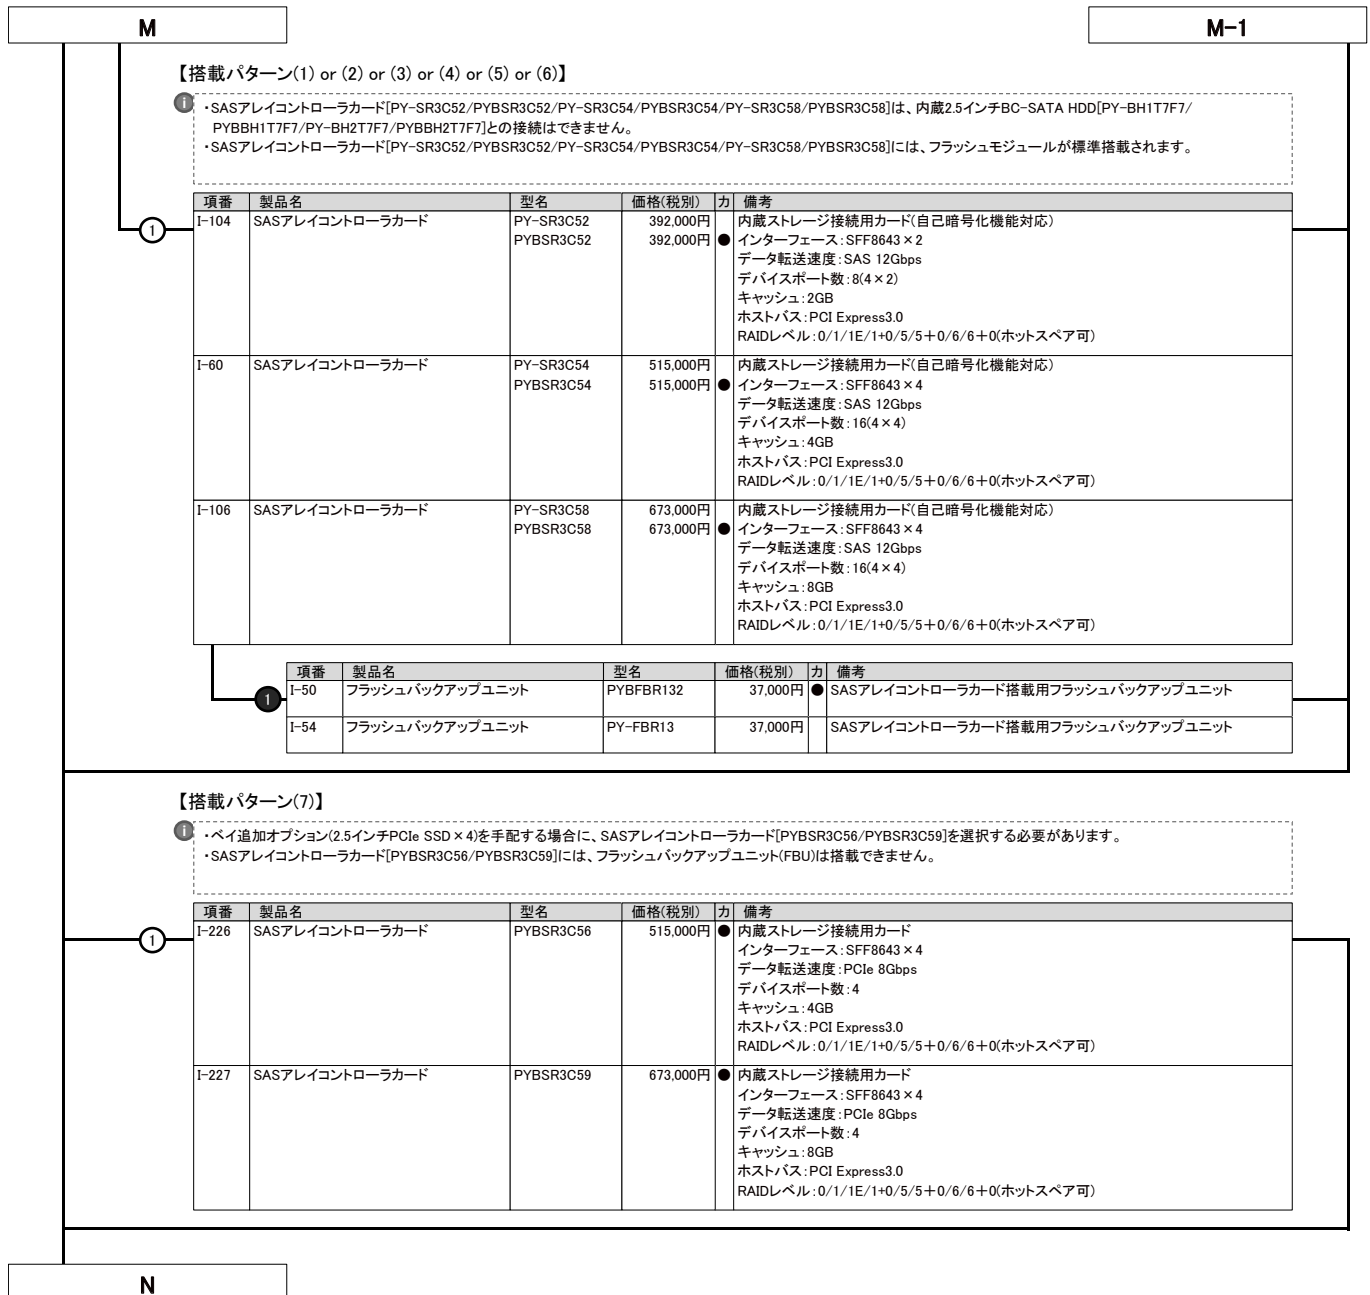 M
M-1
【搭載パターン(1) or (2) or (3) or (4) or (5) or (6)】
i
・SASアレイコントローラカード[PY-SR3C52/PYBSR3C52/PY-SR3C54/PYBSR3C54/PY-SR3C58/PYBSR3C58]は、内蔵2.5インチBC-SATA HDD[PY-BH1T7F7/
PYBBH1T7F7/PY-BH2T7F7/PYBBH2T7F7]との接続はできません。
・SASアレイコントローラカード[PY-SR3C52/PYBSR3C52/PY-SR3C54/PYBSR3C54/PY-SR3C58/PYBSR3C58]には、フラッシュモジュールが標準搭載されます。
項番 製品名 型名 価格(税別) カ 備考
1
I-104 SASアレイコントローラカード PY-SR3C52 392,000円 内蔵ストレージ接続用カード(自己暗号化機能対応)
PYBSR3C52 392,000円 ● インターフェース:SFF8643×2
データ転送速度:SAS 12Gbps
デバイスポート数:8(4×2)
キャッシュ:2GB
ホストバス:PCI Express3.0
RAIDレベル:0/1/1E/1+0/5/5+0/6/6+0(ホットスペア可)
I-60 SASアレイコントローラカード PY-SR3C54 515,000円 内蔵ストレージ接続用カード(自己暗号化機能対応)
PYBSR3C54 515,000円 ● インターフェース:SFF8643×4
データ転送速度:SAS 12Gbps
デバイスポート数:16(4×4)
キャッシュ:4GB
ホストバス:PCI Express3.0
RAIDレベル:0/1/1E/1+0/5/5+0/6/6+0(ホットスペア可)
I-106 SASアレイコントローラカード PY-SR3C58 673,000円 内蔵ストレージ接続用カード(自己暗号化機能対応)
PYBSR3C58 673,000円 ● インターフェース:SFF8643×4
データ転送速度:SAS 12Gbps
デバイスポート数:16(4×4)
キャッシュ:8GB
ホストバス:PCI Express3.0
RAIDレベル:0/1/1E/1+0/5/5+0/6/6+0(ホットスペア可)
項番 製品名 型名 価格(税別) カ 備考
1
I-50 フラッシュバックアップユニット PYBFBR132 37,000円 ● SASアレイコントローラカード搭載用フラッシュバックアップユニット
I-54 フラッシュバックアップユニット PY-FBR13 37,000円 SASアレイコントローラカード搭載用フラッシュバックアップユニット
【搭載パターン(7)】
i
・ベイ追加オプション(2.5インチPCIe SSD×4)を手配する場合に、SASアレイコントローラカード[PYBSR3C56/PYBSR3C59]を選択する必要があります。
・SASアレイコントローラカード[PYBSR3C56/PYBSR3C59]には、フラッシュバックアップユニット(FBU)は搭載できません。
項番 製品名 型名 価格(税別) カ 備考
1
I-226 SASアレイコントローラカード PYBSR3C56 515,000円 ● 内蔵ストレージ接続用カード
インターフェース:SFF8643×4
データ転送速度:PCIe 8Gbps
デバイスポート数:4
キャッシュ:4GB
ホストバス:PCI Express3.0
RAIDレベル:0/1/1E/1+0/5/5+0/6/6+0(ホットスペア可)
I-227 SASアレイコントローラカード PYBSR3C59 673,000円 ● 内蔵ストレージ接続用カード
インターフェース:SFF8643×4
データ転送速度:PCIe 8Gbps
デバイスポート数:4
キャッシュ:8GB
ホストバス:PCI Express3.0
RAIDレベル:0/1/1E/1+0/5/5+0/6/6+0(ホットスペア可)
N